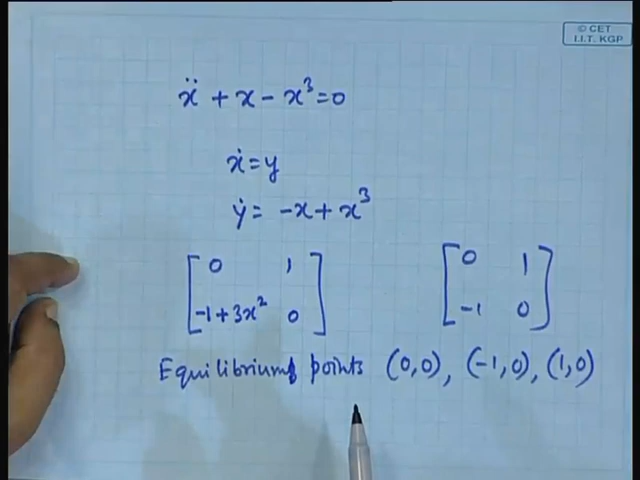 © CET
I.I.T. KGP
ẍ + x - x³ = 0
ẋ = y
ẏ = -x + x³
[ 0 1 ] [ 0 1 ]
[ -1+3x² 0 ] [ -1 0 ]
Equilibrium points (0,0), (-1,0), (1,0)